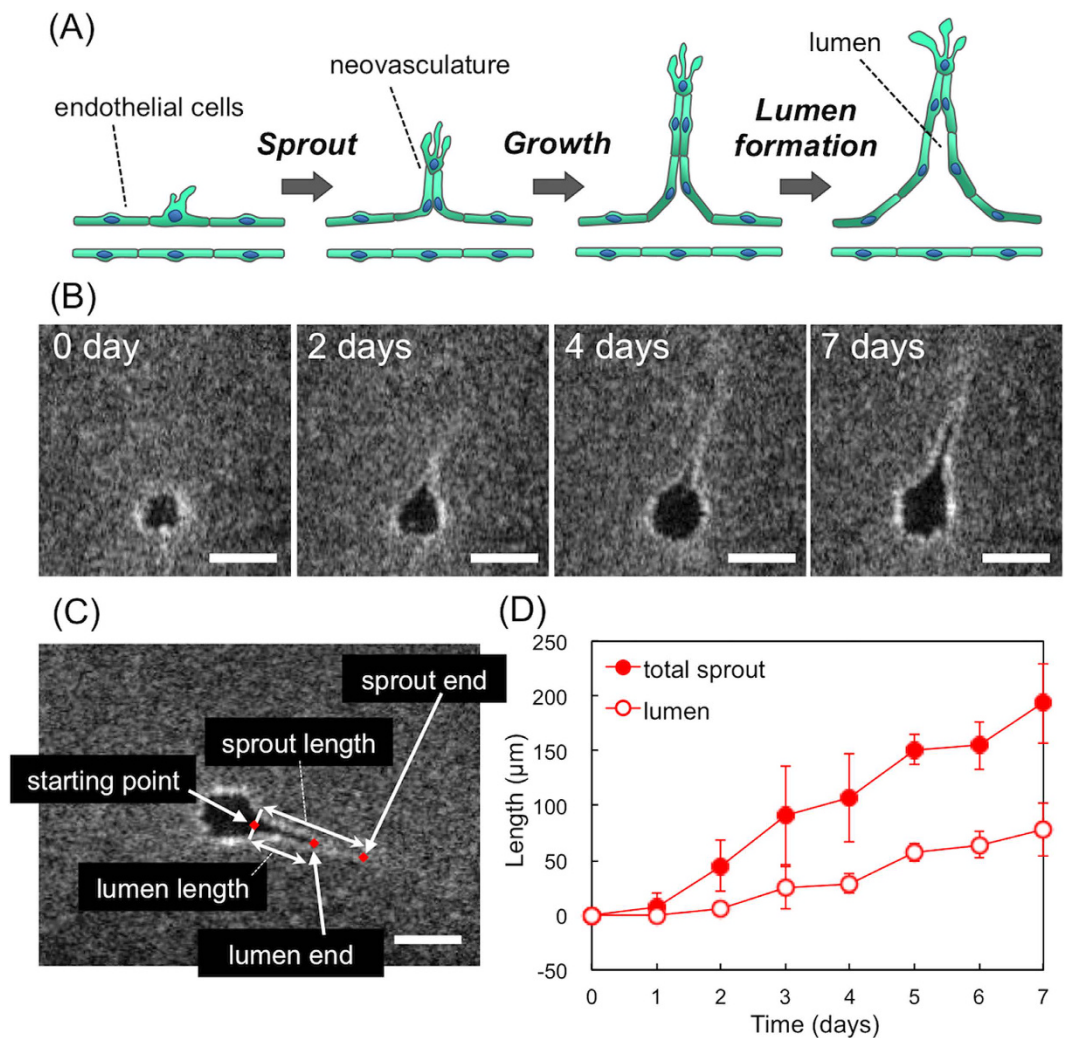 (A)
endothelial cells
Sprout
neovasculature
Growth
Lumen
formation
lumen
(B)
0 day
2 days
4 days
7 days
(C)
starting point
sprout length
sprout end
lumen length
lumen end
(D)
250
200
150
100
50
0
-50
Length (µm)
total sprout
lumen
0 1 2 3 4 5 6 7
Time (days)